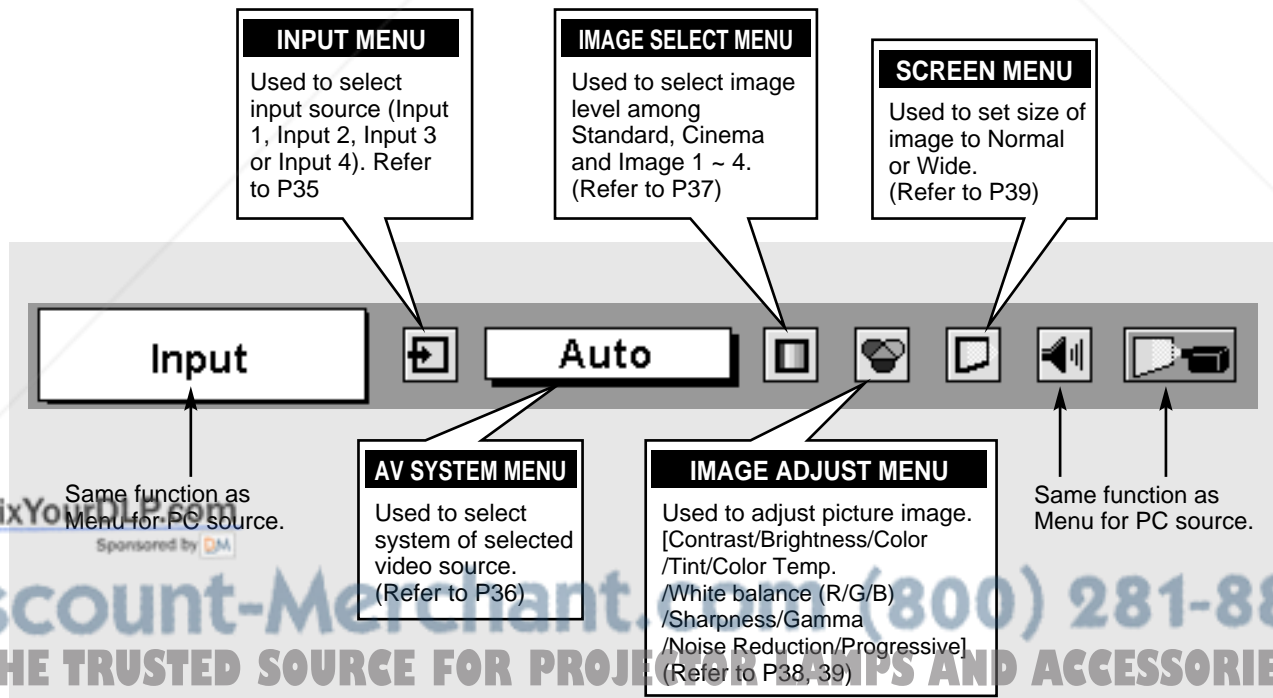 INPUT MENU
Used to select
input source (Input
1, Input 2, Input 3
or Input 4). Refer
to P35
IMAGE SELECT MENU
Used to select image
level among
Standard, Cinema
and Image 1 ~ 4.
(Refer to P37)
SCREEN MENU
Used to set size of
image to Normal
or Wide.
(Refer to P39)
Input
Auto
Same function as
Menu for PC source.
AV SYSTEM MENU
Used to select
system of selected
video source.
(Refer to P36)
IMAGE ADJUST MENU
Used to adjust picture image.
[Contrast/Brightness/Color
/Tint/Color Temp.
/White balance (R/G/B)
/Sharpness/Gamma
/Noise Reduction/Progressive]
(Refer to P38, 39)
Same function as
Menu for PC source.
ixYourDLP.com
Sponsored by DM
scount-Merchant.com (800) 281-88
HE TRUSTED SOURCE FOR PROJECTOR LAMPS AND ACCESSORIE